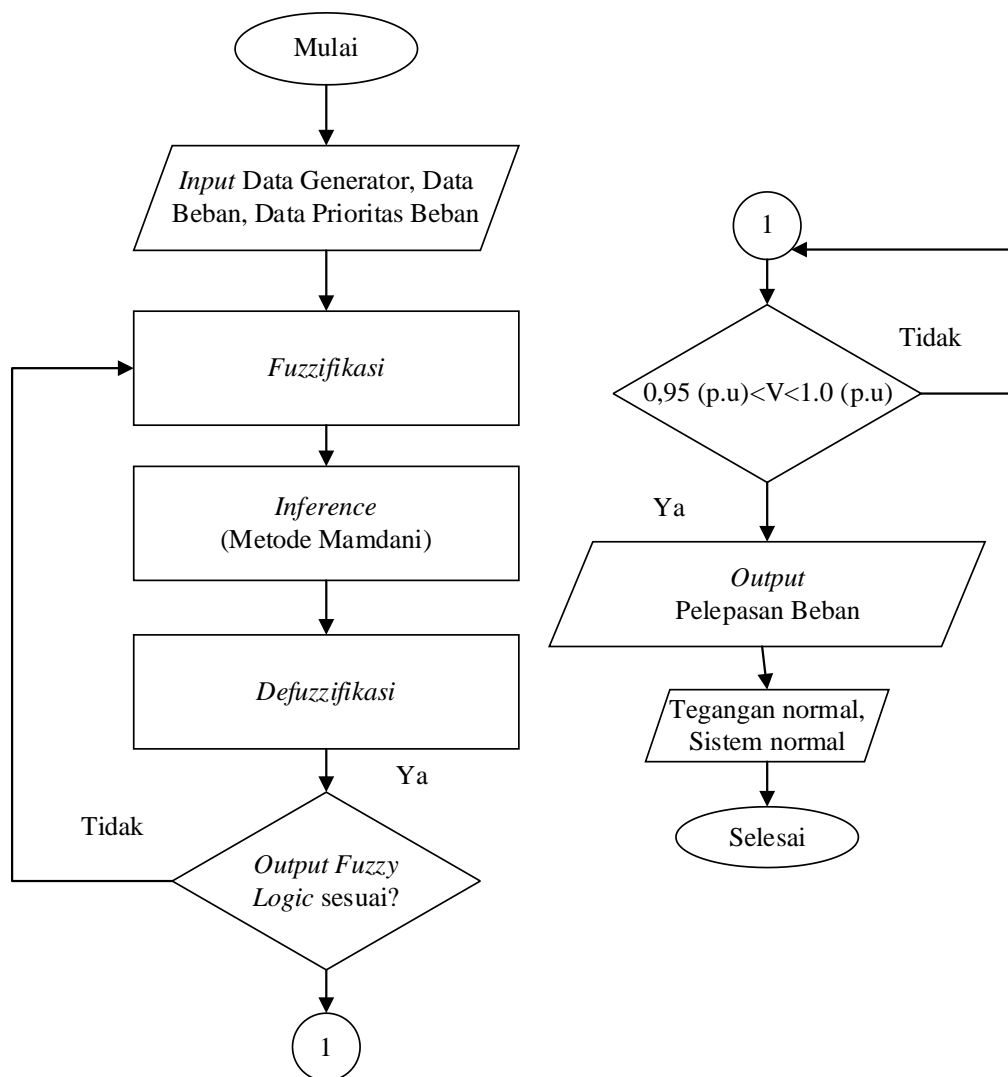 Mulai
Input Data Generator, Data
Beban, Data Prioritas Beban
Fuzzifikasi
Inference
(Metode Mamdani)
Defuzzifikasi
Ya
Tidak
Output Fuzzy
Logic sesuai?
1
1
Tidak
0,95 (p.u)<V<1.0 (p.u)
Ya
Output
Pelepasan Beban
Tegangan normal,
Sistem normal
Selesai